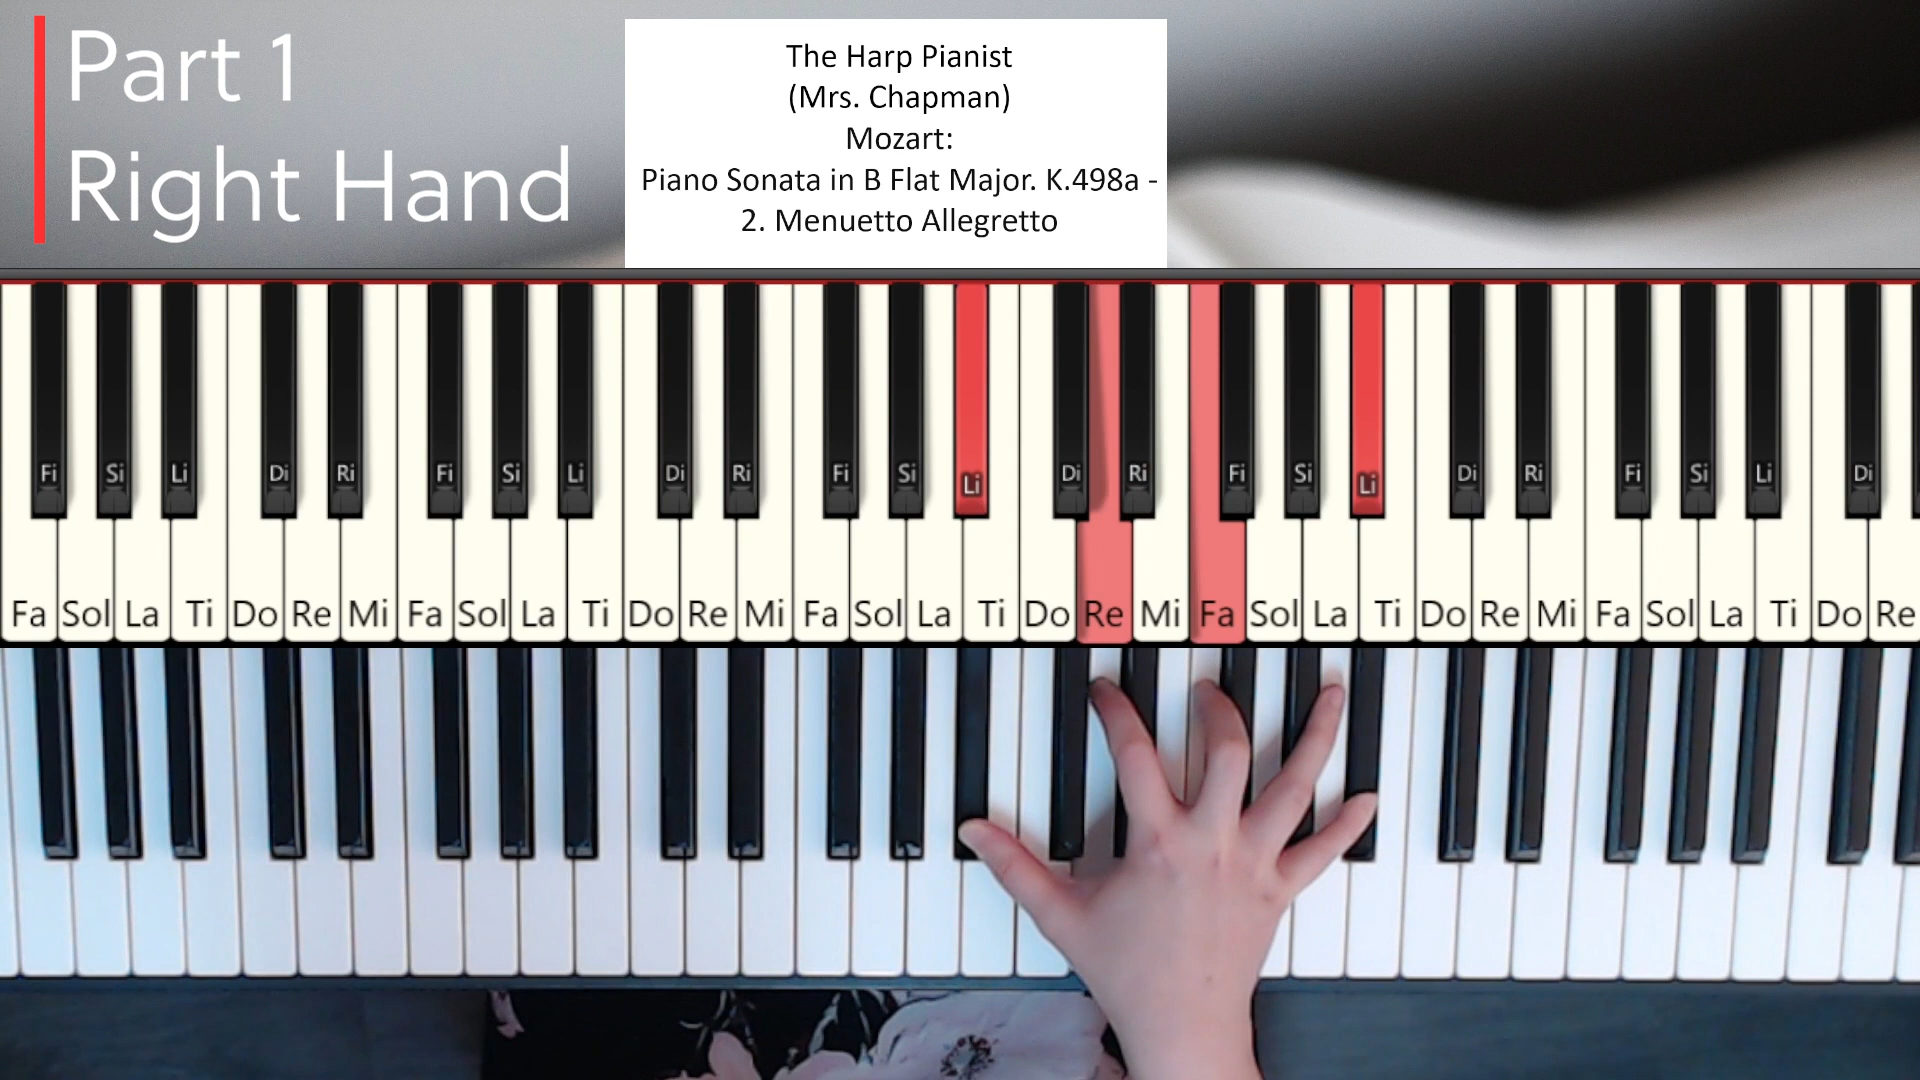 Part 1
Right Hand
The Harp Pianist
(Mrs. Chapman)
Mozart:
Piano Sonata in B Flat Major. K.498a -
2. Menuetto Allegretto
Fi Si Li Di Ri Fi Si Li Di Ri Fi Si Li Di Ri Fi Si Li Di Ri Fi Si Li Di
Fa Sol La Ti Do Re Mi Fa Sol La Ti Do Re Mi Fa Sol La Ti Do Re Mi Fa Sol La Ti Do Re Mi Fa Sol La Ti Do Re